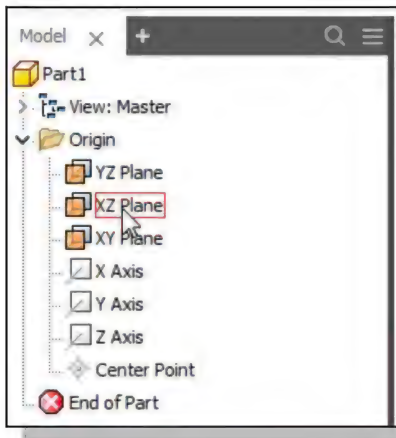 Model
Part1
View: Master
Origin
YZ Plane
XZ Plane
XY Plane
X Axis
Y Axis
Z Axis
Center Point
End of Part